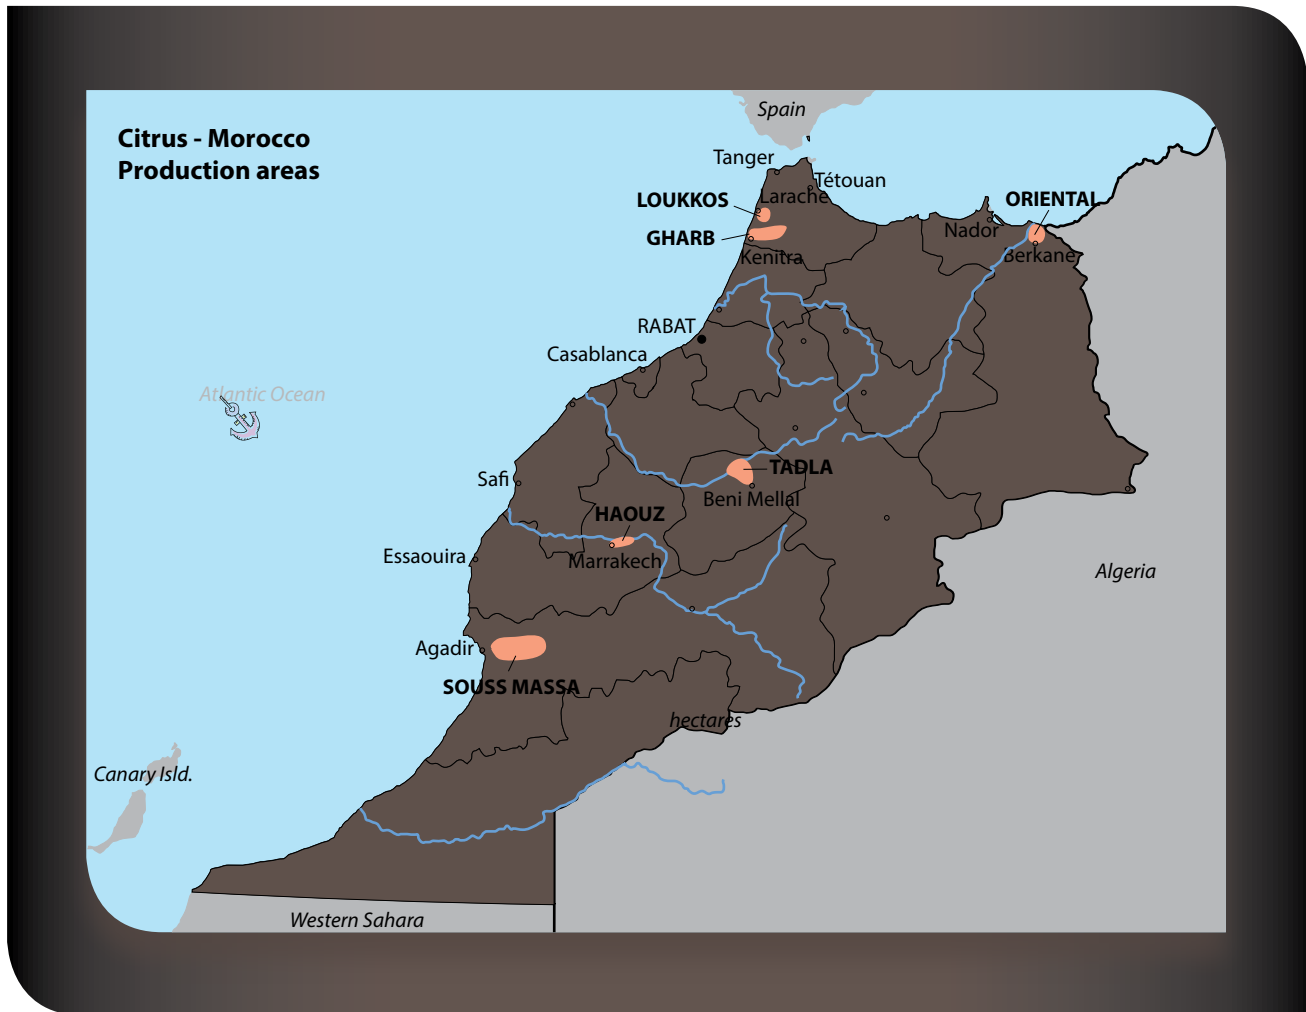 Citrus - Morocco
Production areas
Spain
Tanger
Tétouan
LOUKKOS
Larache
ORIENTAL
GHARB
Nador
Kenitra
Berkane
RABAT
Casablanca
Atlantic Ocean
Safi
TADLA
Beni Mellal
HAOUZ
Essaouira
Marrakech
Algeria
Agadir
SOUSS MASSA
hectares
Canary Isld.
Western Sahara